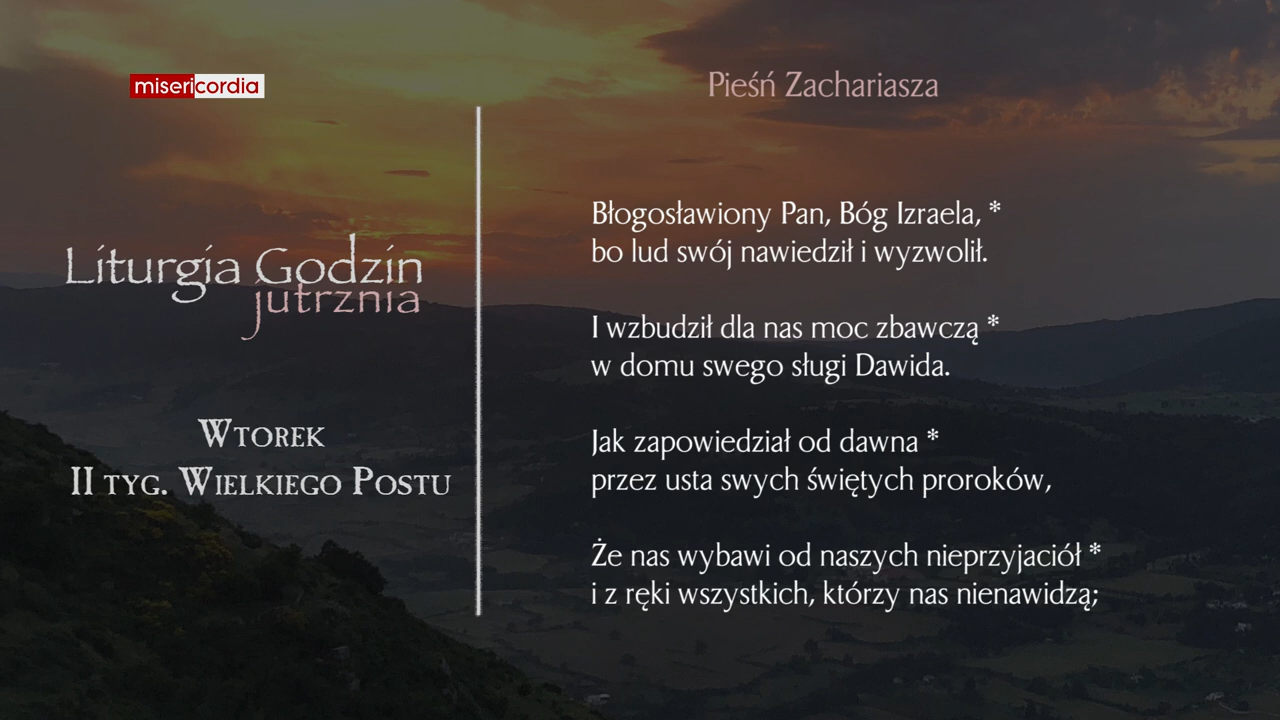 misericordia
Liturgia Godzin
jutrznia
Wtorek
II tyg. Wielkiego Postu
Pieśń Zachariasza
Błogosławiony Pan, Bóg Izraela, *
bo lud swój nawiedził i wyzwolił.
I wzbudził dla nas moc zbawczą *
w domu swego sługi Dawida.
Jak zapowiedział od dawna *
przez usta swych świętych proroków,
Że nas wybawi od naszych nieprzyjaciół *
i z ręki wszystkich, którzy nas nienawidzą;